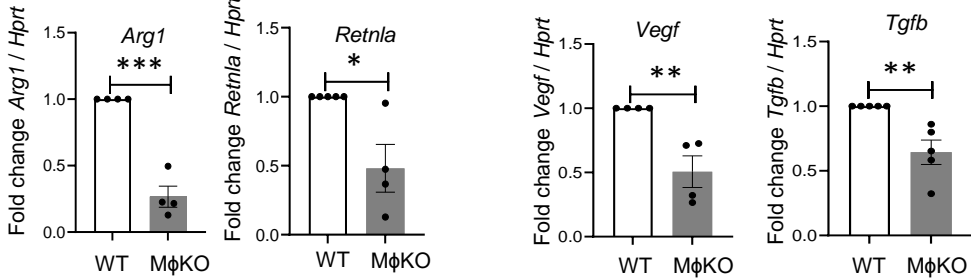 Fold change Arg1 / Hprt
1.5
1.0
0.5
0.0
Arg1
***
WT
MϕKO
Fold change Retnla / Hprt
1.5
1.0
0.5
0.0
Retnla
*
WT
MϕKO
Fold change Vegf / Hprt
1.5
1.0
0.5
0.0
Vegf
**
WT
MϕKO
Fold change Tgfb / Hprt
1.5
1.0
0.5
0.0
Tgfb
**
WT
MϕKO